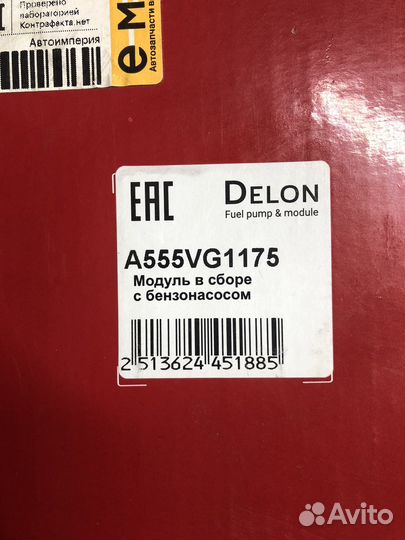 Проверено
лабораторией
Контрафакта.нет
Автоимперия
е-м
Автозапчасти в
EAC
DELON
Fuel pump & module
A555VG1175
Модуль в сборе
с бензонасосом
2 513624 451885
Avito